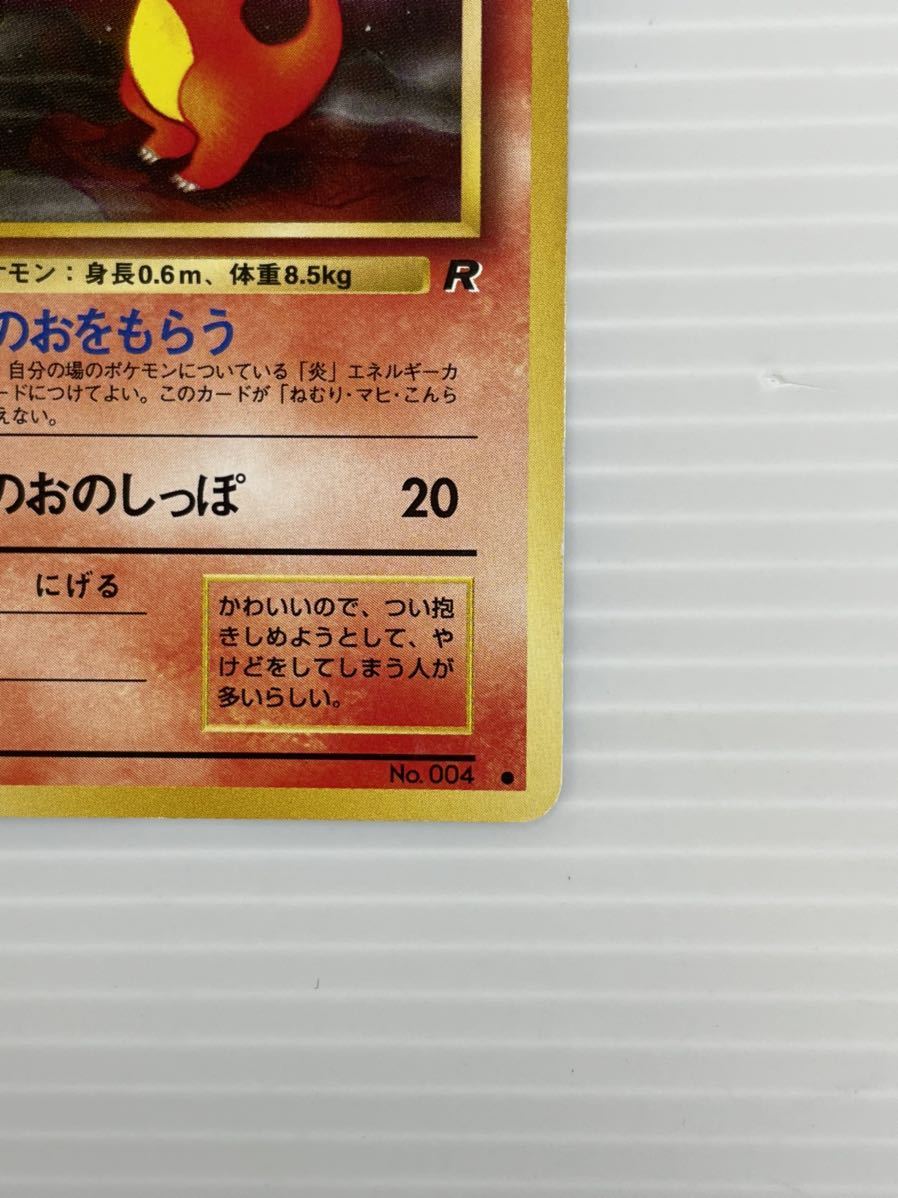 ケモン：身長0.6m、体重8.5kg
R
のおをもらう
自分の場のポケモンについている「炎」エネルギーカ
ードにつけてよい。このカードが「ねむり・マヒ・こんら
えない。
のおのしっぽ 20
にげる
かわいいので、つい抱
きしめようとして、や
けどをしてしまう人が
多いらしい。
No. 004 ●